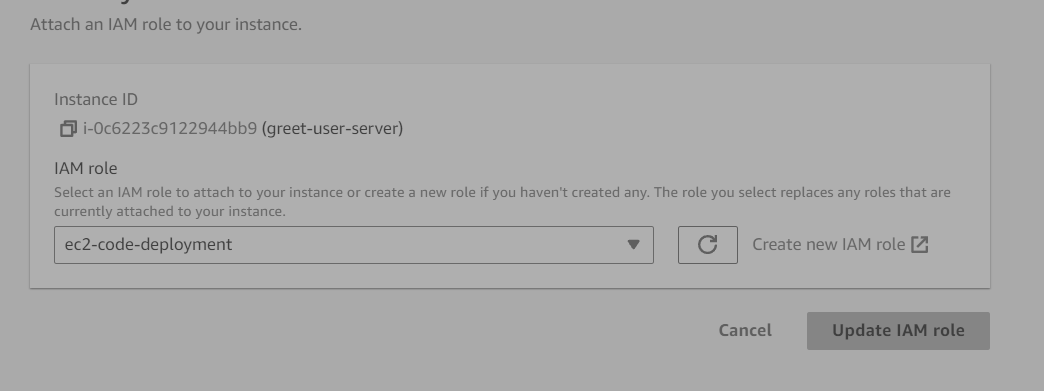 Attach an IAM role to your instance.
Instance ID
i-0c6223c9122944bb9 (greet-user-server)
IAM role
Select an IAM role to attach to your instance or create a new role if you haven't created any. The role you select replaces any roles that are
currently attached to your instance.
ec2-code-deployment
Create new IAM role
Cancel
Update IAM role